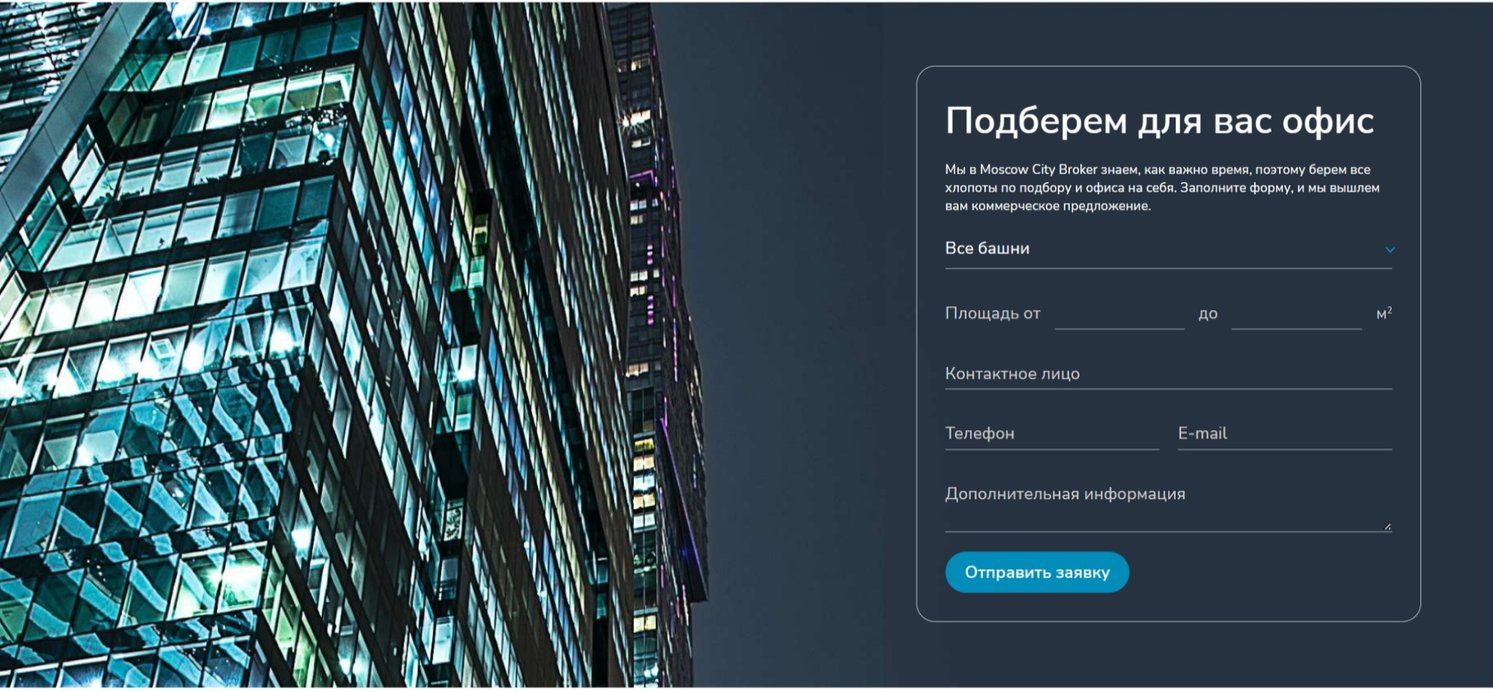 Подберем для вас офис
Мы в Moscow City Broker знаем, как важно время, поэтому берем все
хлопоты по подбору и офиса на себя. Заполните форму, и мы вышлем
вам коммерческое предложение.
Все башни
Площадь от до м²
Контактное лицо
Телефон E-mail
Дополнительная информация
Отправить заявку